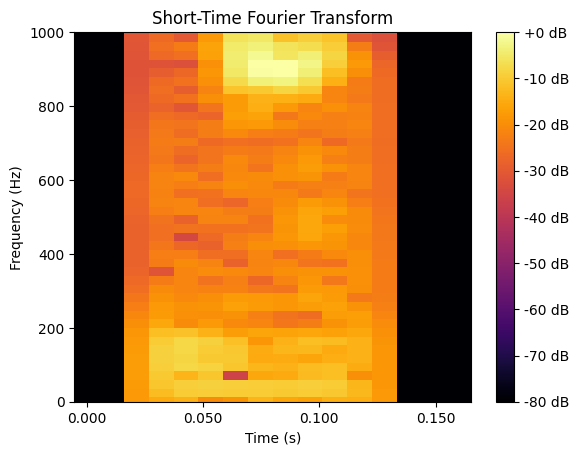 Short-Time Fourier Transform
1000
800
600
400
200
0
Frequency (Hz)
0.000
0.050
0.100
0.150
Time (s)
+0 dB
-10 dB
-20 dB
-30 dB
-40 dB
-50 dB
-60 dB
-70 dB
-80 dB